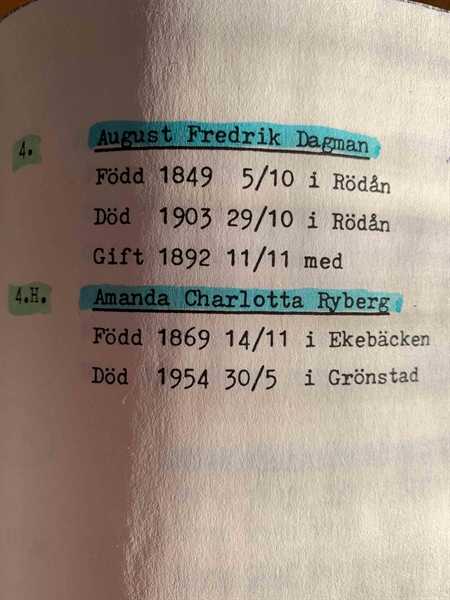 4. August Fredrik Dagman
Född 1849 5/10 i Rödån
Död 1903 29/10 i Rödån
Gift 1892 11/11 med
4.H. Amanda Charlotta Ryberg
Född 1869 14/11 i Ekebäcken
Död 1954 30/5 i Grönstad